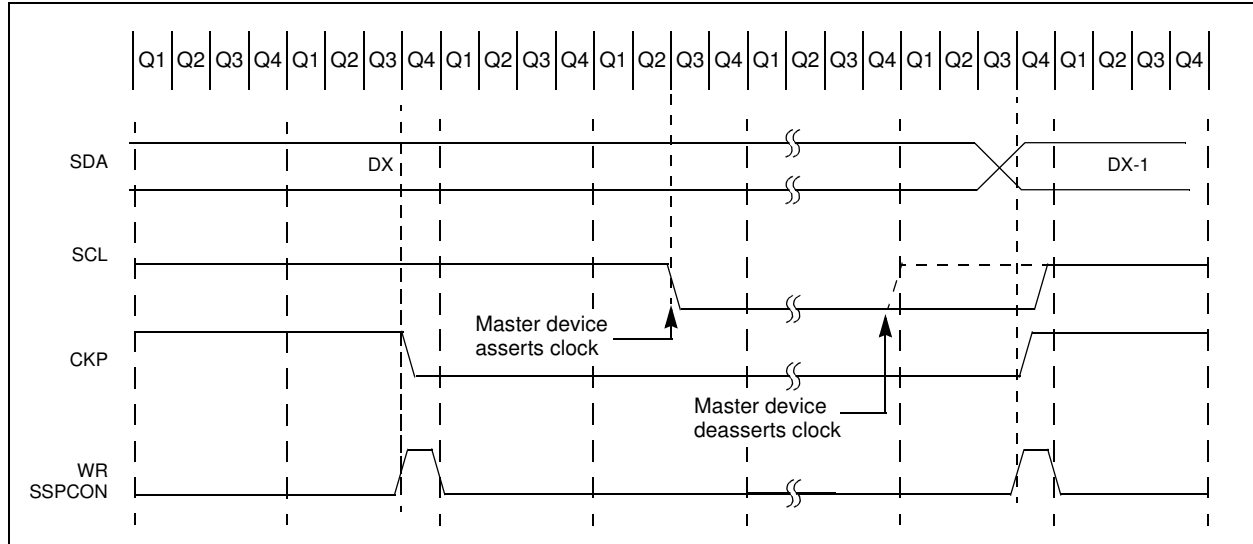 Q1 Q2 Q3 Q4 Q1 Q2 Q3 Q4 Q1 Q2 Q3 Q4 Q1 Q2 Q3 Q4 Q1 Q2 Q3 Q4 Q1 Q2 Q3 Q4 Q1 Q2 Q3 Q4
SDA DX DX-1
SCL
Master device
asserts clock
CKP
Master device
deasserts clock
WR
SSPCON